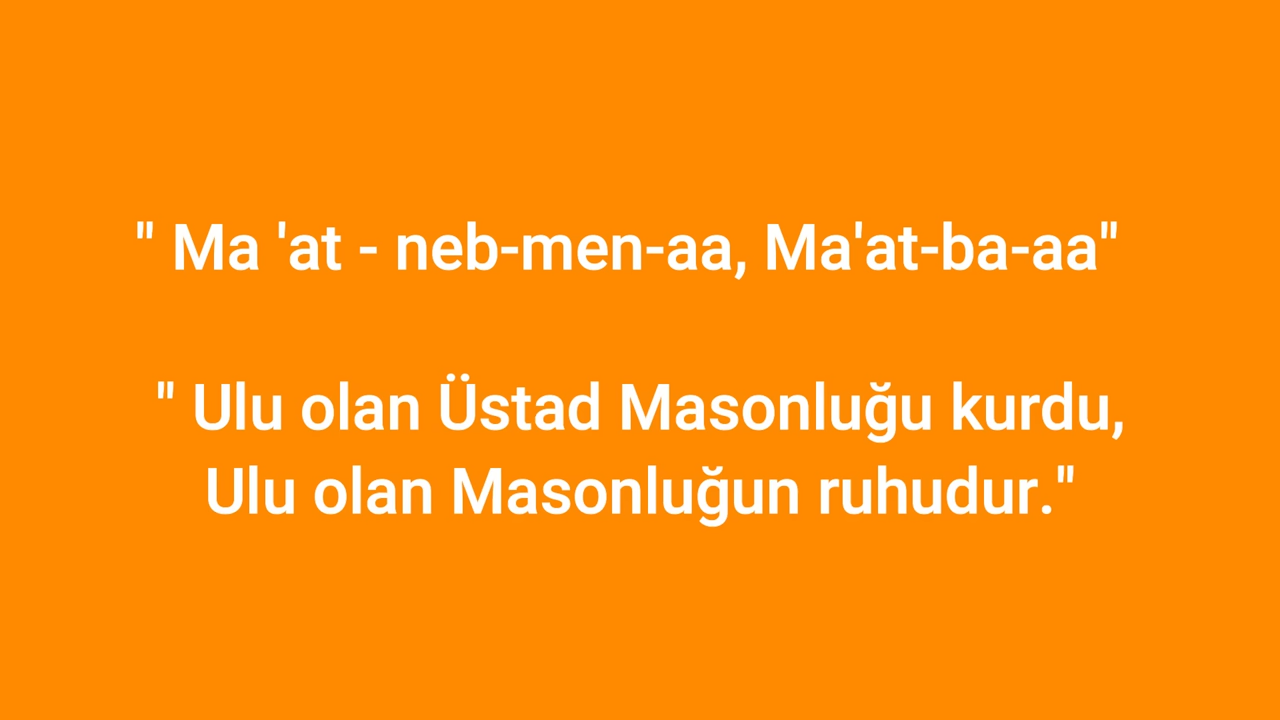 " Ma 'at - neb-men-aa, Ma'at-ba-aa"
" Ulu olan Üstad Masonluğu kurdu,
Ulu olan Masonluğun ruhudur."